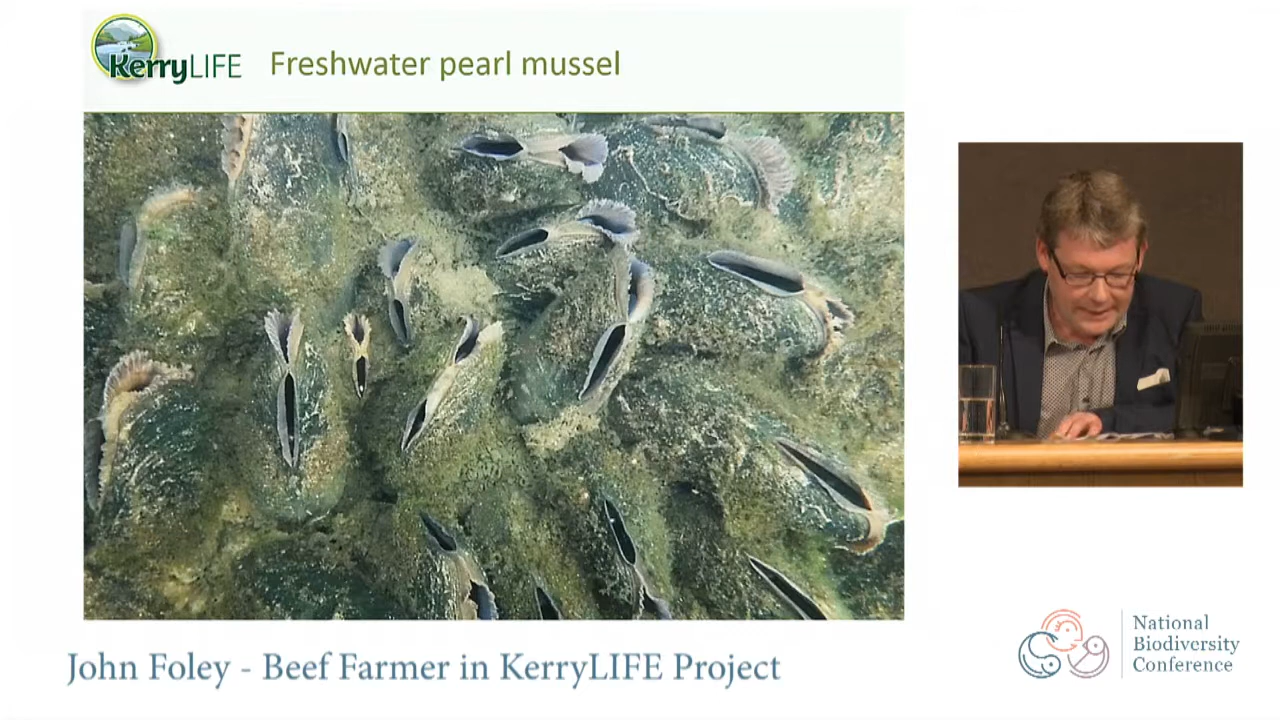 KerryLIFE
Freshwater pearl mussel
John Foley - Beef Farmer in KerryLIFE Project
National
Biodiversity
Conference